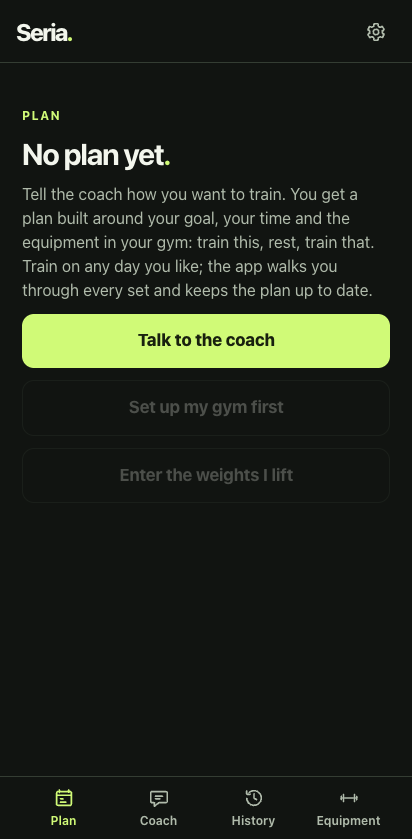 Seria.
PLAN
No plan yet.
Tell the coach how you want to train. You get a
plan built around your goal, your time and the
equipment in your gym: train this, rest, train that.
Train on any day you like; the app walks you
through every set and keeps the plan up to date.
Talk to the coach
Set up my gym first
Enter the weights I lift
Plan
Coach
History
Equipment